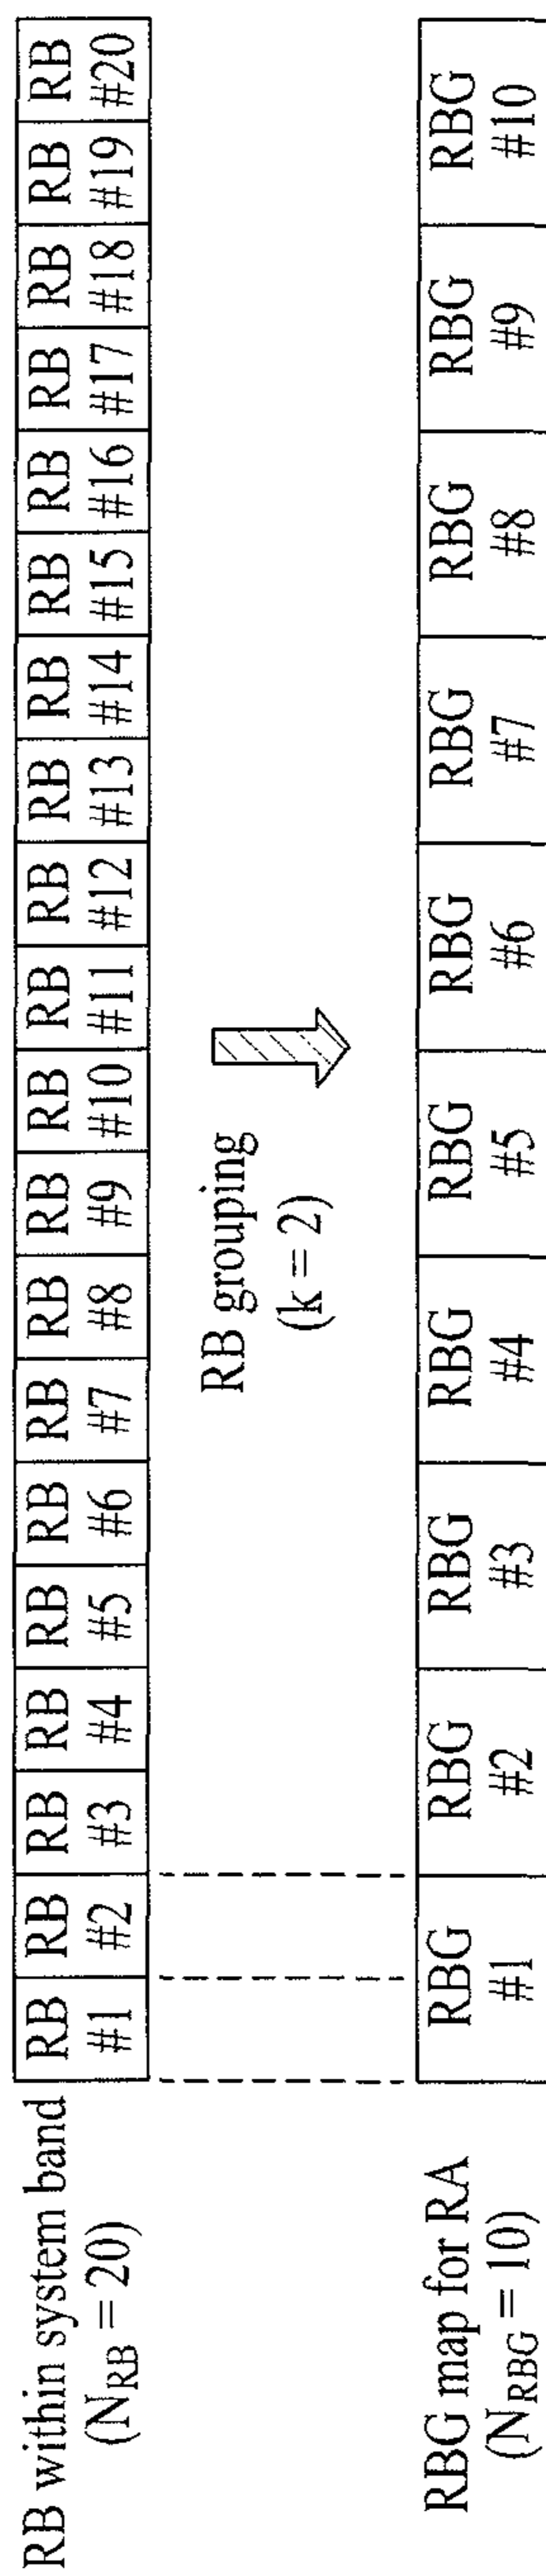 RB within system band
(N_RB = 20)
RB
#1
RB
#2
RB
#3
RB
#4
RB
#5
RB
#6
RB
#7
RB
#8
RB
#9
RB
#10
RB
#11
RB
#12
RB
#13
RB
#14
RB
#15
RB
#16
RB
#17
RB
#18
RB
#19
RB
#20
RB grouping
(k = 2)
RBG map for RA
(N_RBG = 10)
RBG
#1
RBG
#2
RBG
#3
RBG
#4
RBG
#5
RBG
#6
RBG
#7
RBG
#8
RBG
#9
RBG
#10